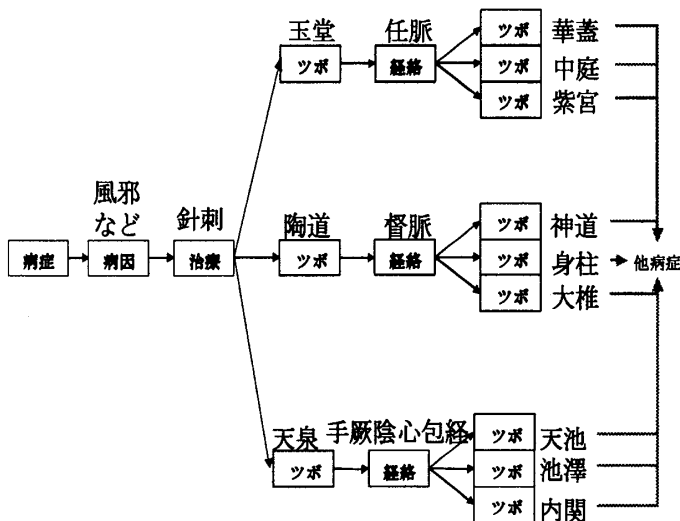 玉堂 任脈
ツボ 経絡
ツボ 華蓋
ツボ 中庭
ツボ 紫宮
風邪
など
針刺
病症 病因 治療
陶道 督脈
ツボ 経絡
ツボ 神道
ツボ 身柱
ツボ 大椎
他病症
天泉 手厥陰心包経
ツボ 経絡
ツボ 天池
ツボ 池澤
ツボ 内関